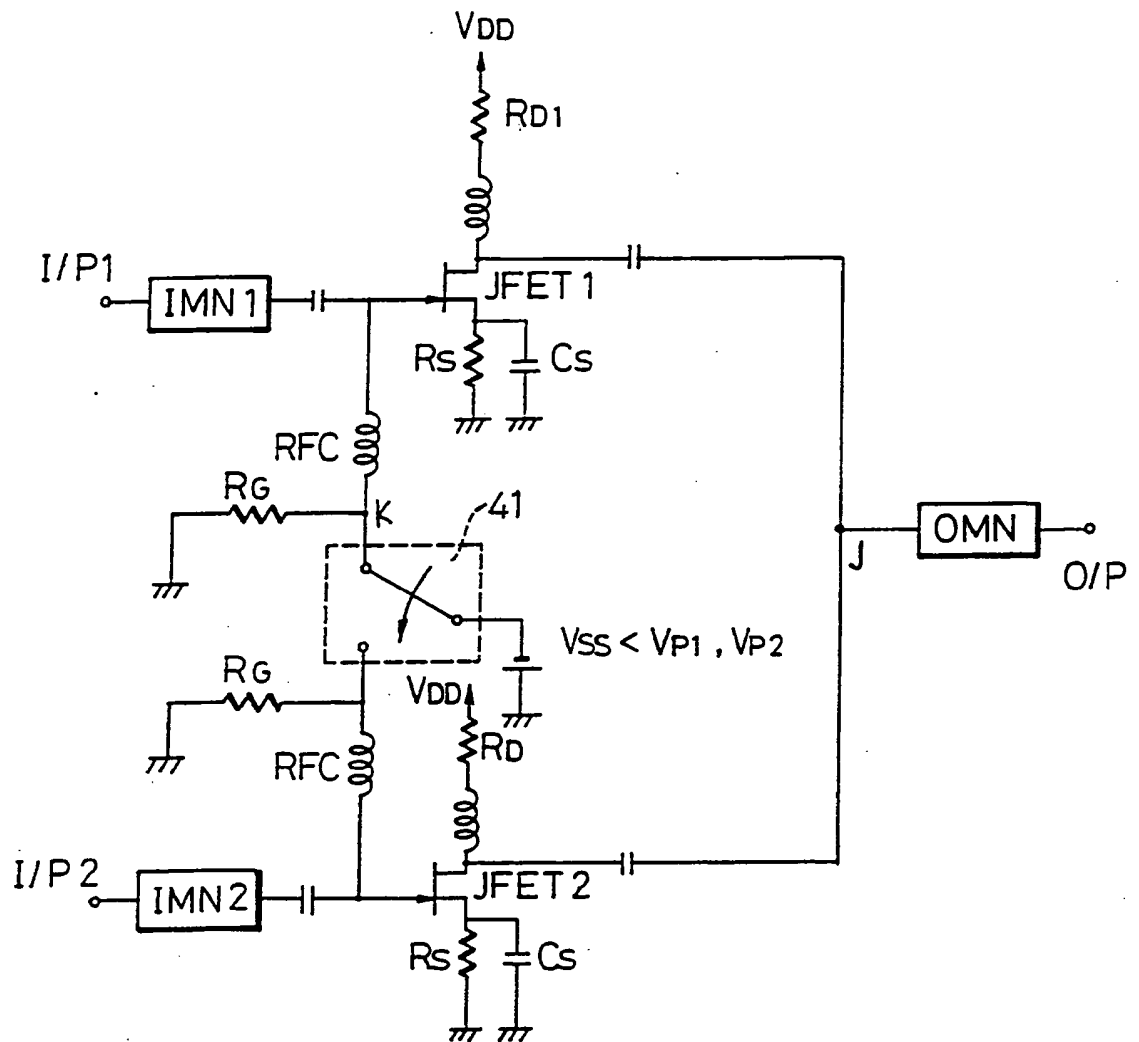 VDD
RD1
I/P1
IMN1
JFET1
Rs
Cs
RFC
RG
K
41
OMN
J
O/P
VSS < VP1 , VP2
RG
VDD
RD
RFC
I/P2
IMN2
JFET2
Rs
Cs